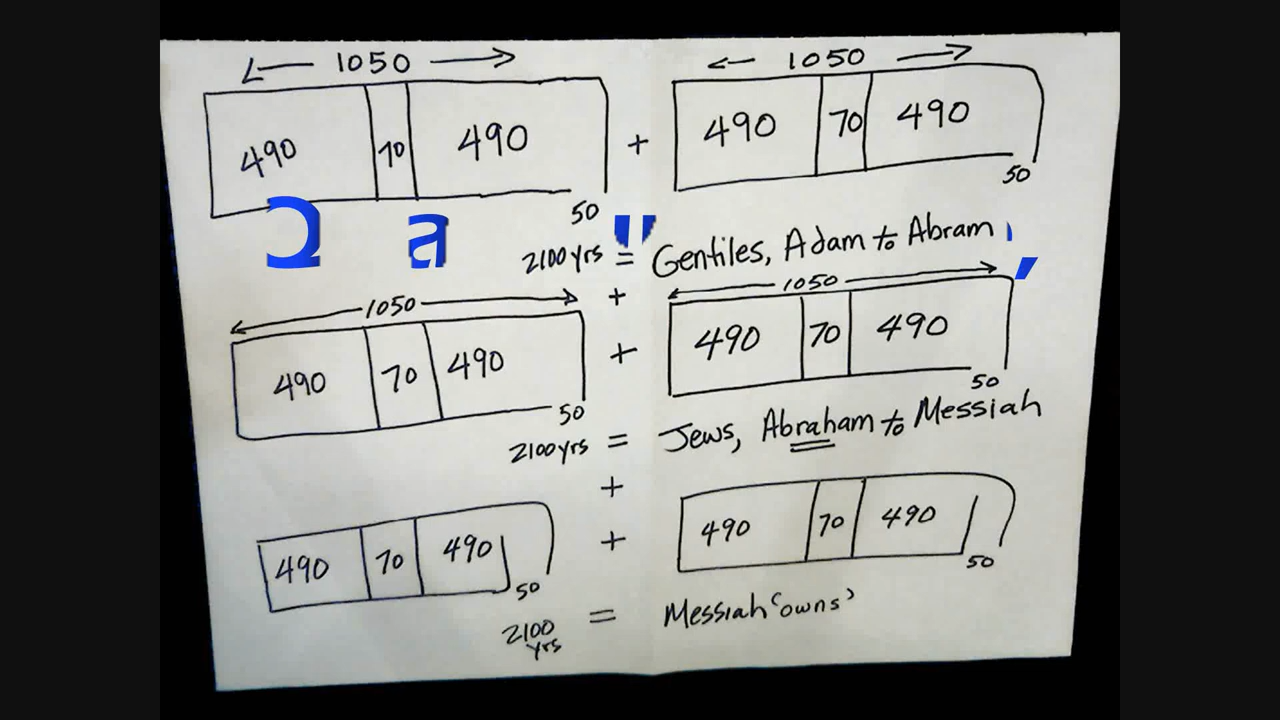 ← 1050 → ← 1050 →
490 70 490 + 490 70 490
50 50
2100 yrs = Gentiles, Adam to Abram
+
1050 1050
490 70 490 + 490 70 490
50 50
2100 yrs = Jews, Abraham to Messiah
+
490 70 490 + 490 70 490
50 50
2100 yrs = Messiah 'owns'